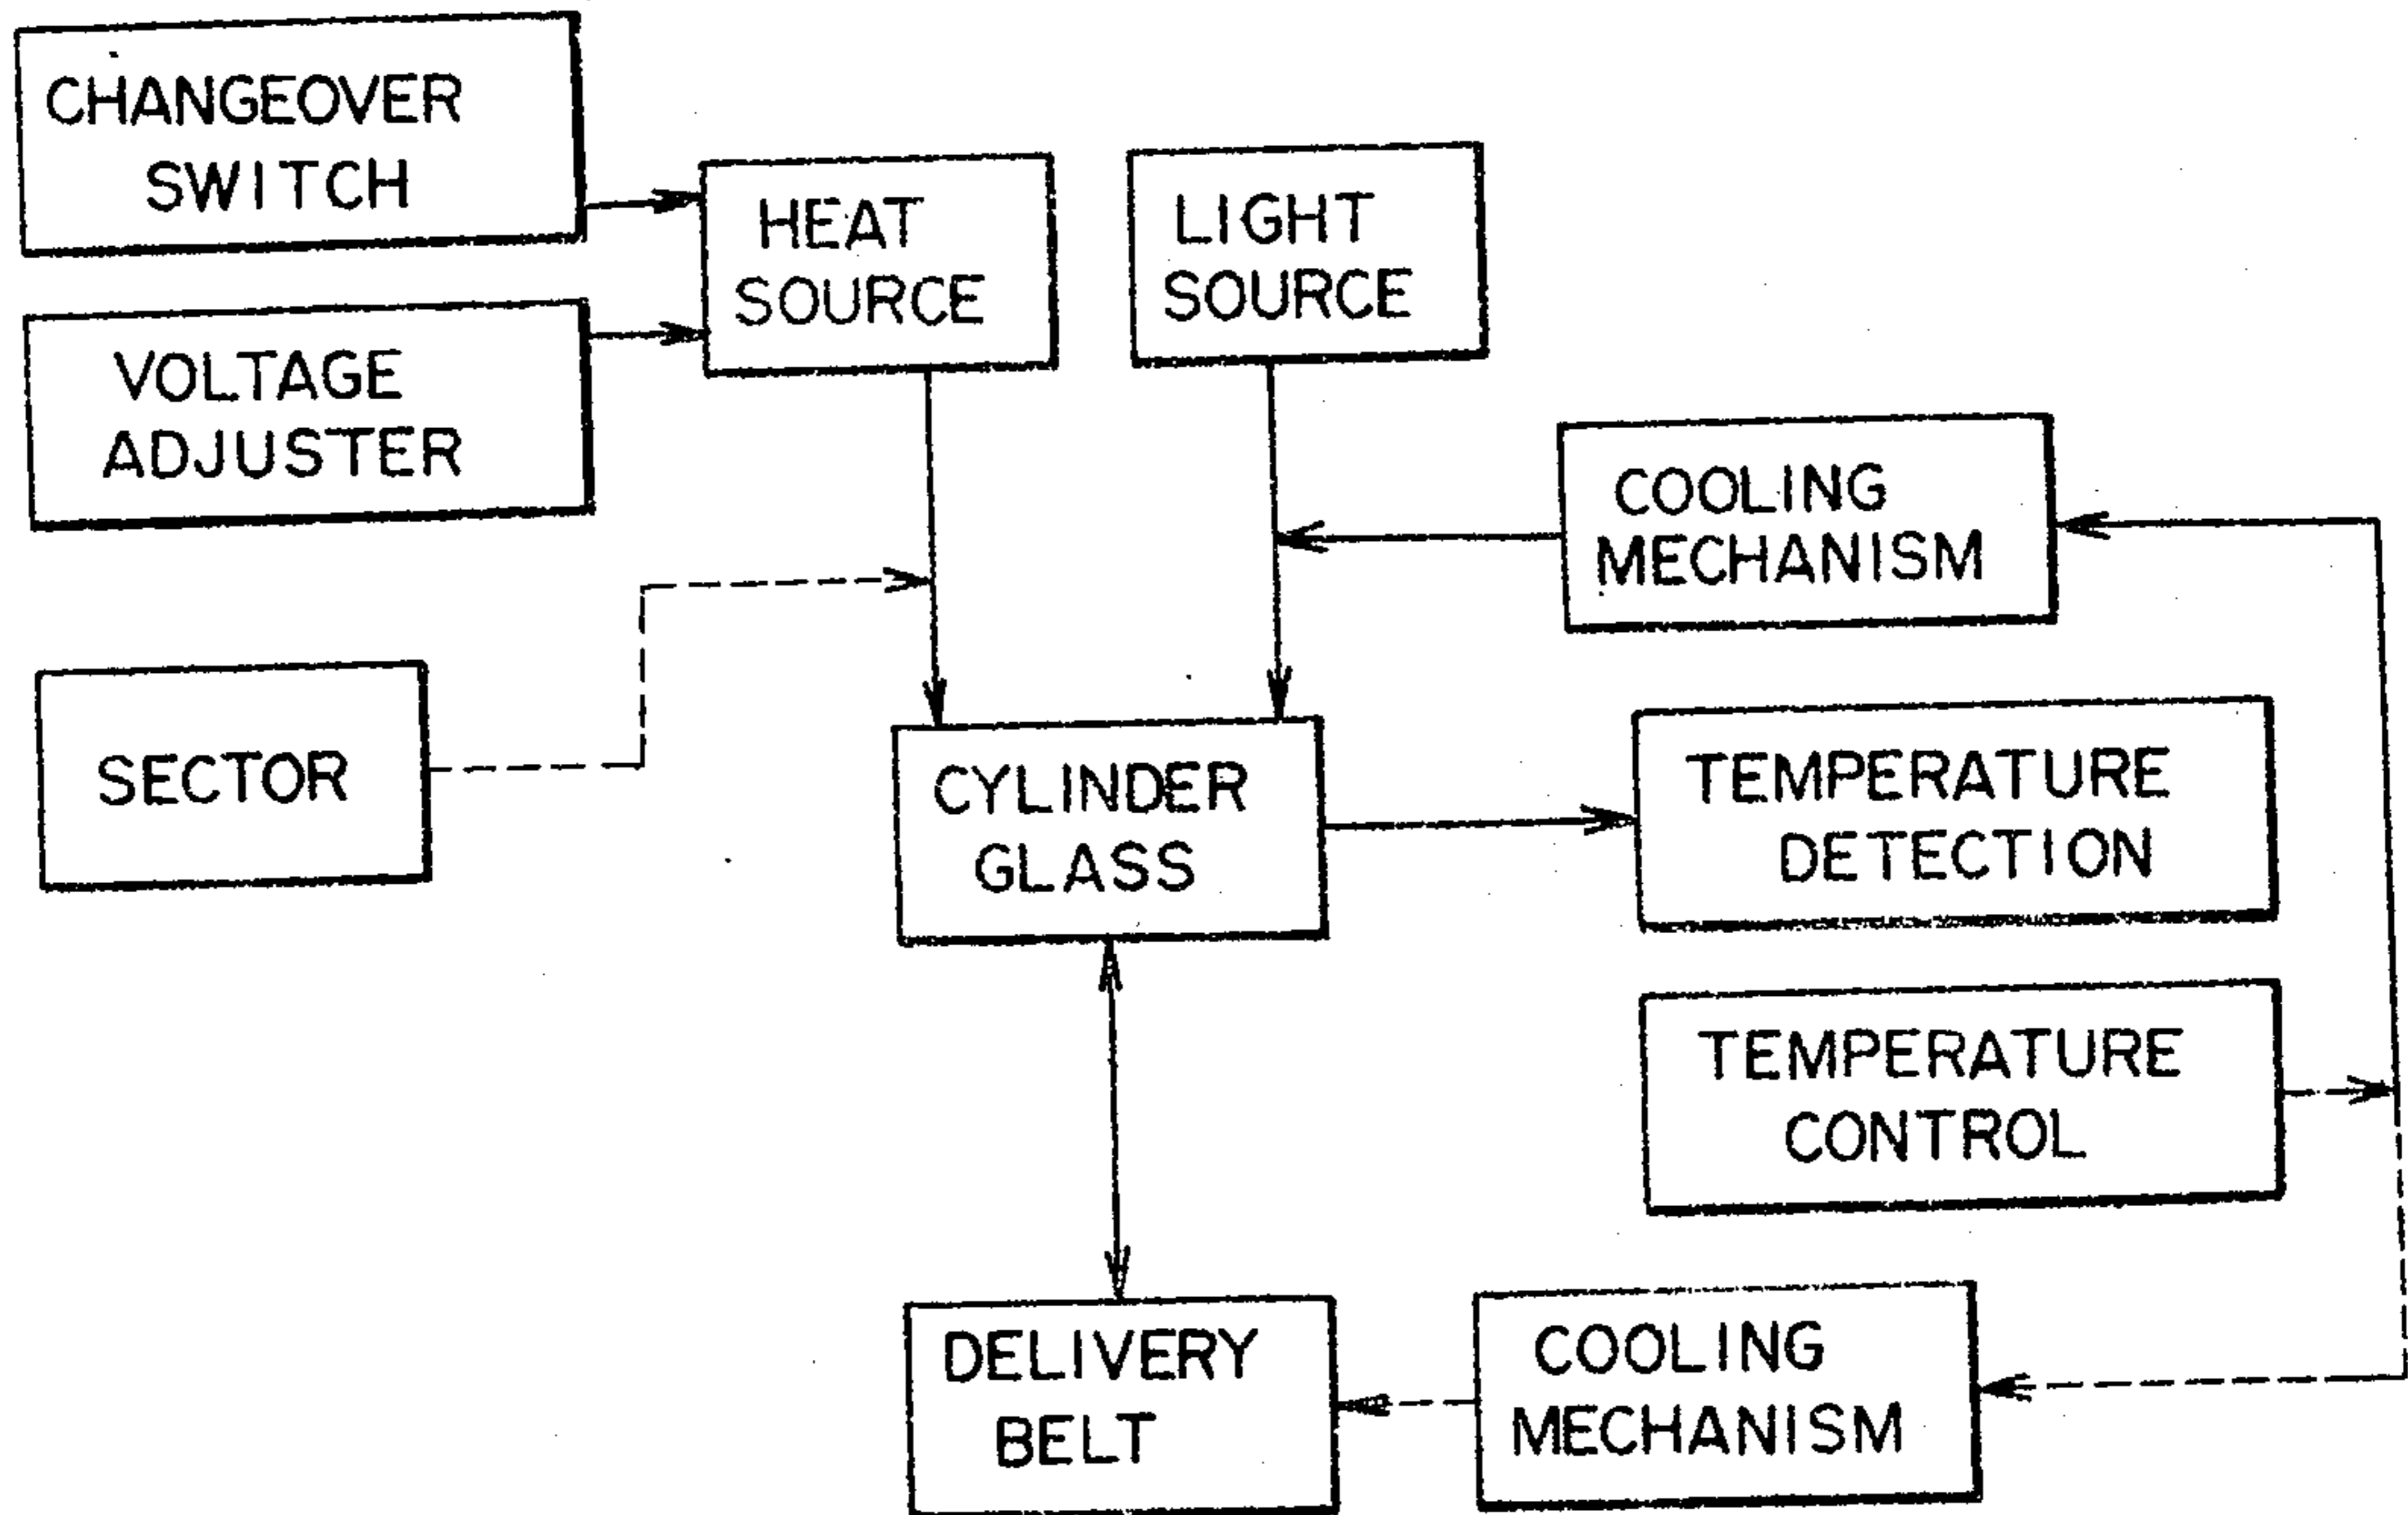 CHANGEOVER
SWITCH
HEAT
SOURCE
LIGHT
SOURCE
VOLTAGE
ADJUSTER
COOLING
MECHANISM
SECTOR
CYLINDER
GLASS
TEMPERATURE
DETECTION
TEMPERATURE
CONTROL
DELIVERY
BELT
COOLING
MECHANISM